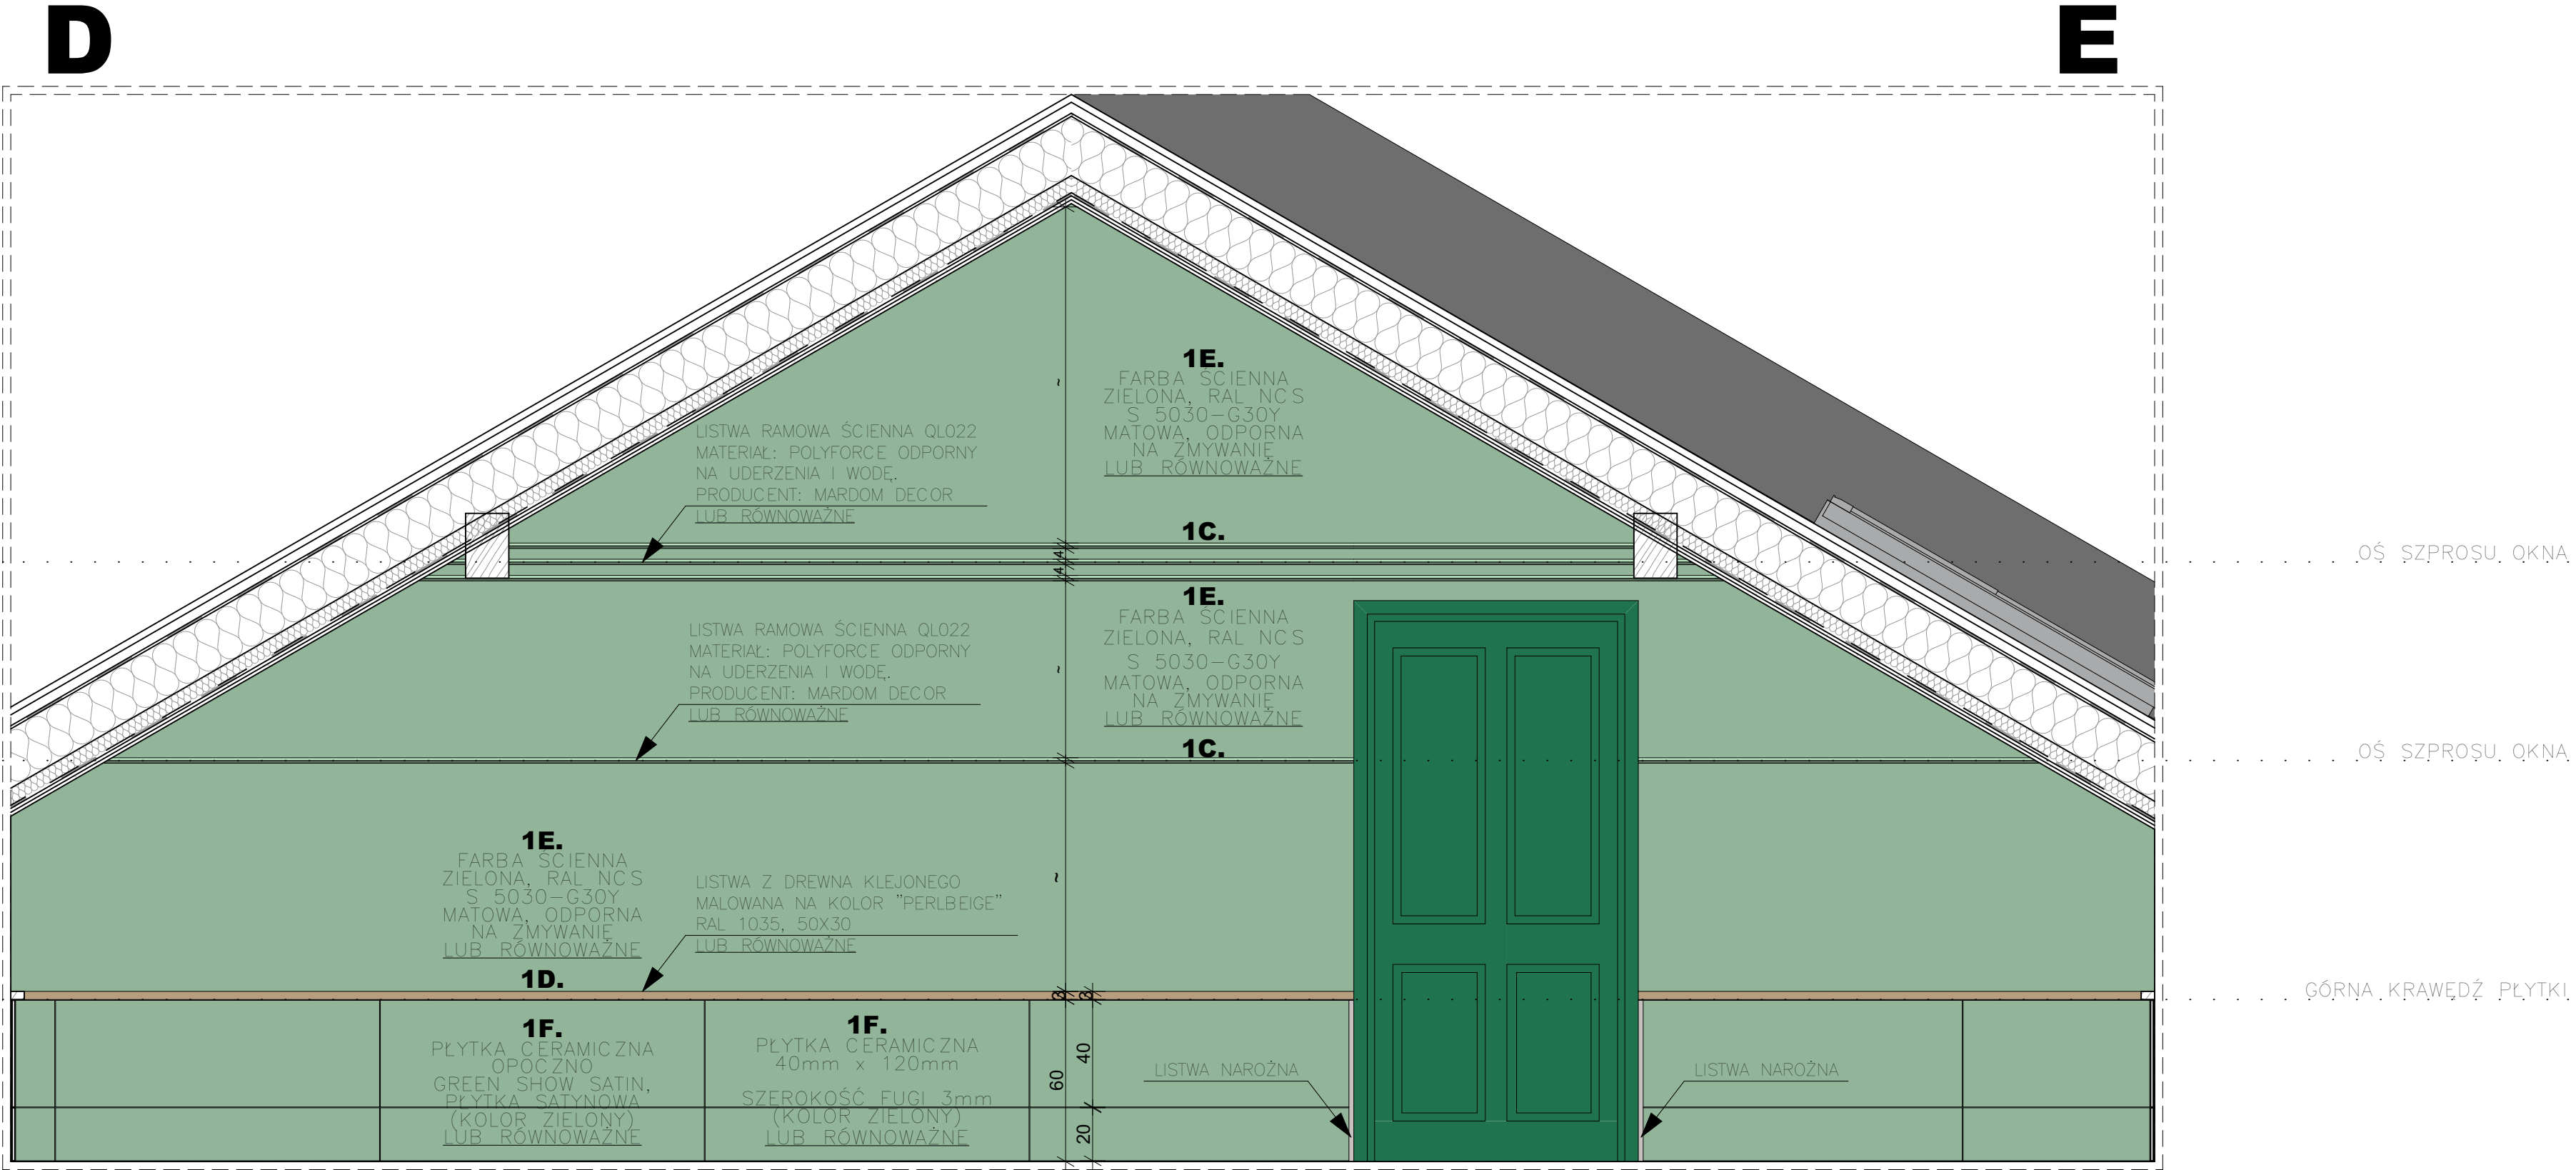 D
E
1E.
FARBA ŚCIENNA
ZIELONA, RAL NCS
S 5030-G30Y
MATOWA, ODPORNA
NA ZMYWANIE
LUB RÓWNOWAŻNE
LISTWA RAMOWA ŚCIENNA QL022
MATERIAŁ: POLYFORCE ODPORNY
NA UDERZENIA I WODĘ.
PRODUCENT: MARDOM DECOR
LUB RÓWNOWAŻNE
~
1C.
4
4
OŚ SZPROSU OKNA
1E.
FARBA ŚCIENNA
ZIELONA, RAL NCS
S 5030-G30Y
MATOWA, ODPORNA
NA ZMYWANIE
LUB RÓWNOWAŻNE
LISTWA RAMOWA ŚCIENNA QL022
MATERIAŁ: POLYFORCE ODPORNY
NA UDERZENIA I WODĘ.
PRODUCENT: MARDOM DECOR
LUB RÓWNOWAŻNE
~
1C.
OŚ SZPROSU OKNA
1E.
FARBA ŚCIENNA
ZIELONA, RAL NCS
S 5030-G30Y
MATOWA, ODPORNA
NA ZMYWANIE
LUB RÓWNOWAŻNE
LISTWA Z DREWNA KLEJONEGO
MALOWANA NA KOLOR "PERLBEIGE"
RAL 1035, 50X30
LUB RÓWNOWAŻNE
~
1D.
3
3
GÓRNA KRAWĘDŹ PŁYTKI
1F.
PŁYTKA CERAMICZNA
OPOCZNO
GREEN SHOW SATIN,
PŁYTKA SATYNOWA
(KOLOR ZIELONY)
LUB RÓWNOWAŻNE
1F.
PŁYTKA CERAMICZNA
40mm x 120mm
SZEROKOŚĆ FUGI 3mm
(KOLOR ZIELONY)
LUB RÓWNOWAŻNE
60
40
20
LISTWA NAROŻNA
LISTWA NAROŻNA